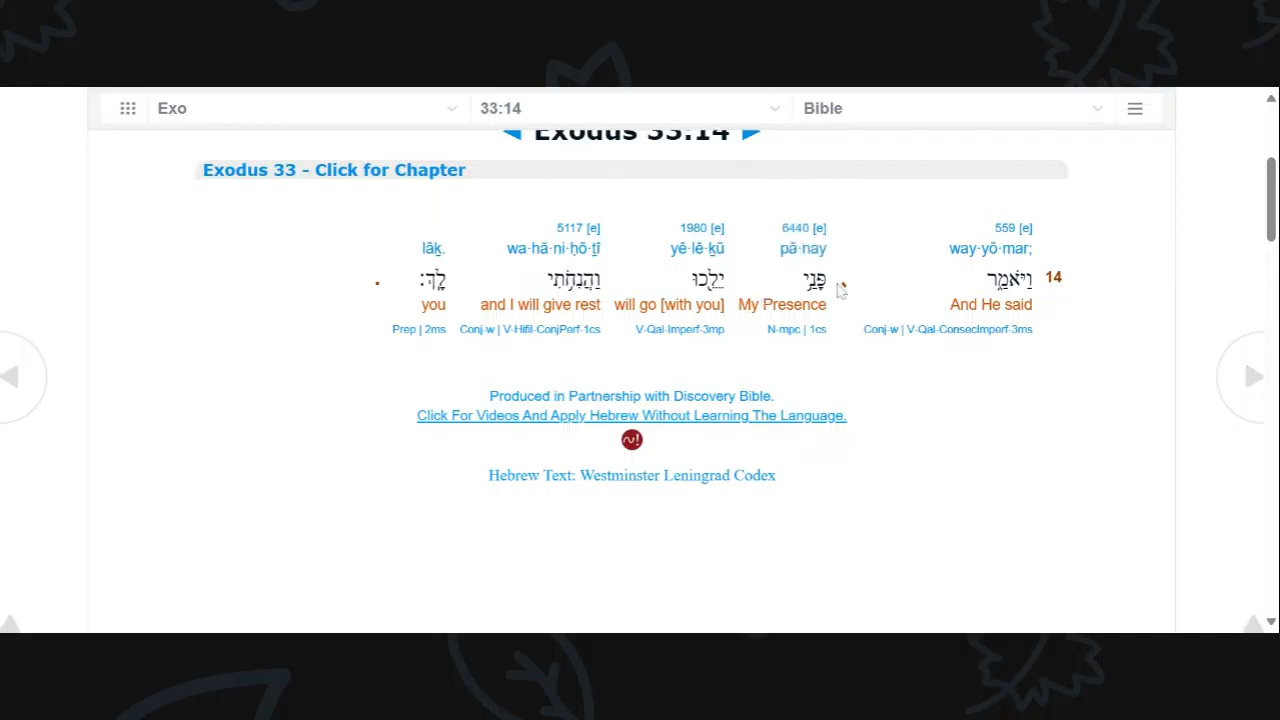 Exo 33:14 Bible
Exodus 33:14
Exodus 33 - Click for Chapter
559 [e] 6440 [e] 1980 [e] 5117 [e]
way·yō·mar; pā·nay yê·lê·ḵū wa·hă·ni·ḥō·ṯî lāḵ.
14 וַיֹּאמַ֑ר פָּנַ֥י יֵלֵ֖כוּ וַהֲנִחֹ֥תִי לָֽךְ׃ .
And He said My Presence will go [with you] and I will give rest you
Conj-w | V-Qal-ConsecImperf-3ms N-mpc | 1cs V-Qal-Imperf-3mp Conj-w | V-Hifil-ConjPerf-1cs Prep | 2ms
Produced in Partnership with Discovery Bible.
Click For Videos And Apply Hebrew Without Learning The Language.
Hebrew Text: Westminster Leningrad Codex